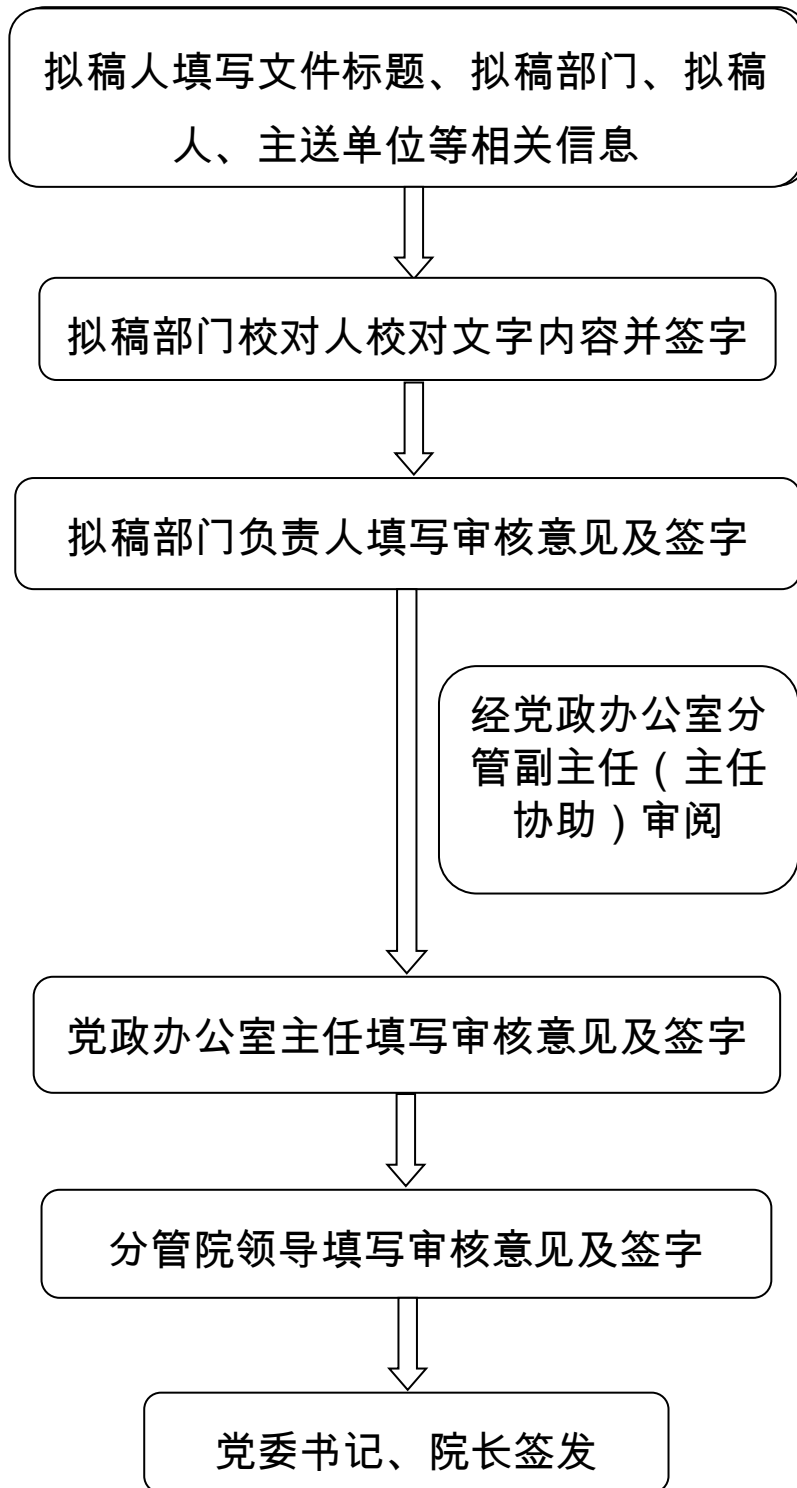 拟稿人填写文件标题、拟稿部门、拟稿
人、主送单位等相关信息
拟稿部门校对人校对文字内容并签字
拟稿部门负责人填写审核意见及签字
经党政办公室分
管副主任（主任
协助）审阅
党政办公室主任填写审核意见及签字
分管院领导填写审核意见及签字
党委书记、院长签发